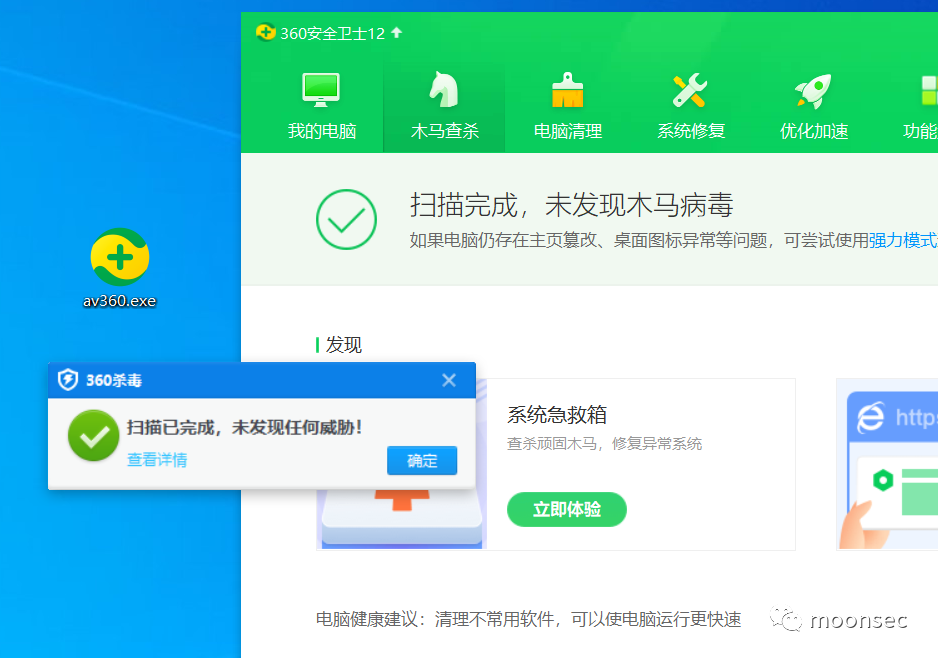 360安全卫士12
我的电脑
木马查杀
电脑清理
系统修复
优化加速
功能
扫描完成，未发现木马病毒
如果电脑仍存在主页篡改、桌面图标异常等问题，可尝试使用强力模式
av360.exe
发现
360杀毒
扫描已完成，未发现任何威胁！
查看详情
确定
系统急救箱
查杀顽固木马，修复异常系统
立即体验
https
电脑健康建议：清理不常用软件，可以使电脑运行更快速
moonsec